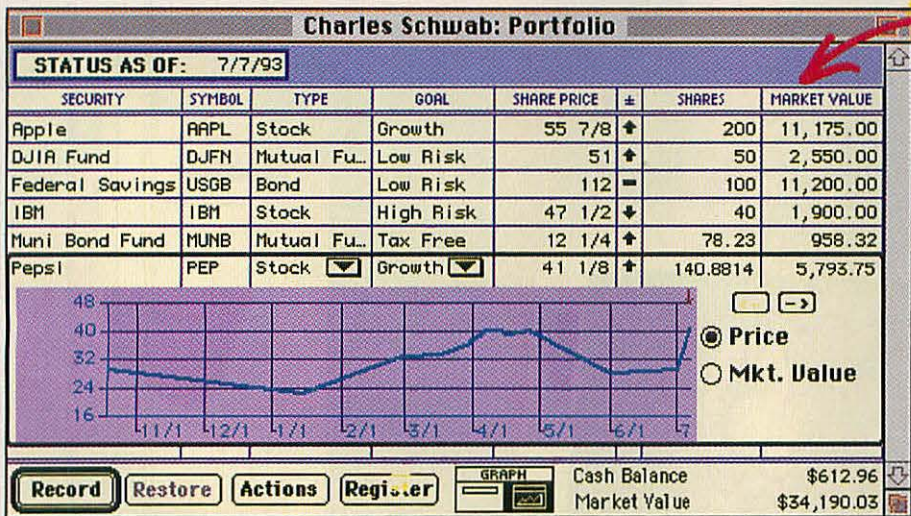 Charles Schwab: Portfolio
STATUS AS OF: 7/7/93
SECURITY SYMBOL TYPE GOAL SHARE PRICE ± SHARES MARKET VALUE
Apple AAPL Stock Growth 55 7/8 200 11,175.00
DJIA Fund DJFN Mutual Fu... Low Risk 51 50 2,550.00
Federal Savings USGB Bond Low Risk 112 100 11,200.00
IBM IBM Stock High Risk 47 1/2 40 1,900.00
Muni Bond Fund MUNB Mutual Fu... Tax Free 12 1/4 78.23 958.32
Pepsi PEP Stock Growth 41 1/8 140.8814 5,793.75
48
40
32
24
16
11/1 12/1 1/1 2/1 3/1 4/1 5/1 6/1 7
Price
Mkt. Value
Record Restore Actions Register GRAPH
Cash Balance $612.96
Market Value $34,190.03